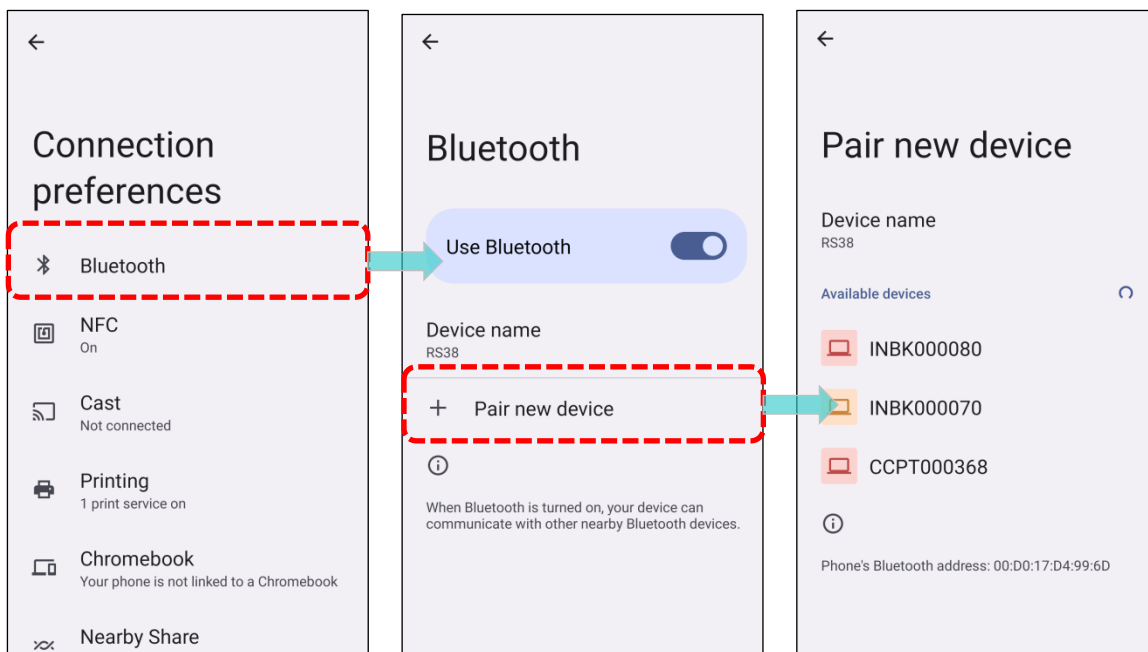 Connection
preferences
Bluetooth
NFC
On
Cast
Not connected
Printing
1 print service on
Chromebook
Your phone is not linked to a Chromebook
Nearby Share
Bluetooth
Use Bluetooth
Device name
RS38
Pair new device
When Bluetooth is turned on, your device can
communicate with other nearby Bluetooth devices.
Pair new device
Device name
RS38
Available devices
INBK000080
INBK000070
CCPT000368
Phone's Bluetooth address: 00:D0:17:D4:99:6D